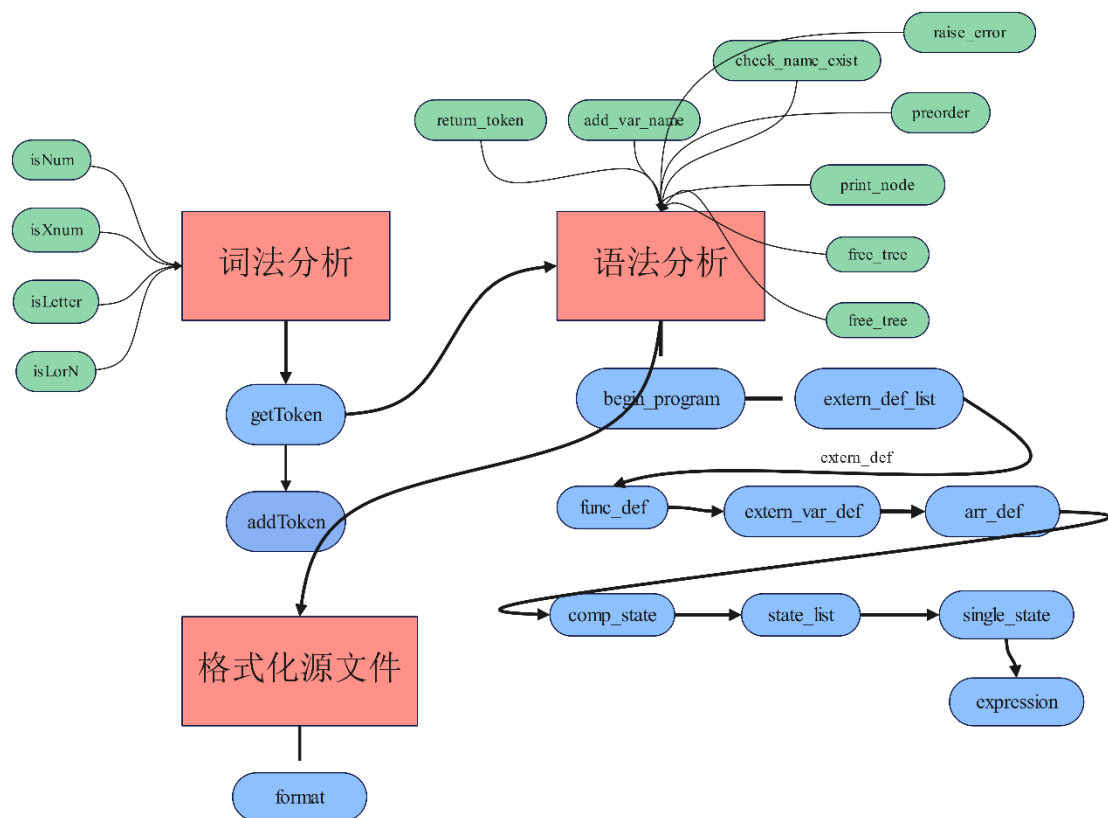 raise_error
check_name_exist
return_token
add_var_name
preorder
isNum
print_node
isXnum
词法分析
语法分析
free_tree
isLetter
free_tree
isLorN
getToken
begin_program
extern_def_list
extern_def
addToken
func_def
extern_var_def
arr_def
comp_state
state_list
single_state
格式化源文件
expression
format